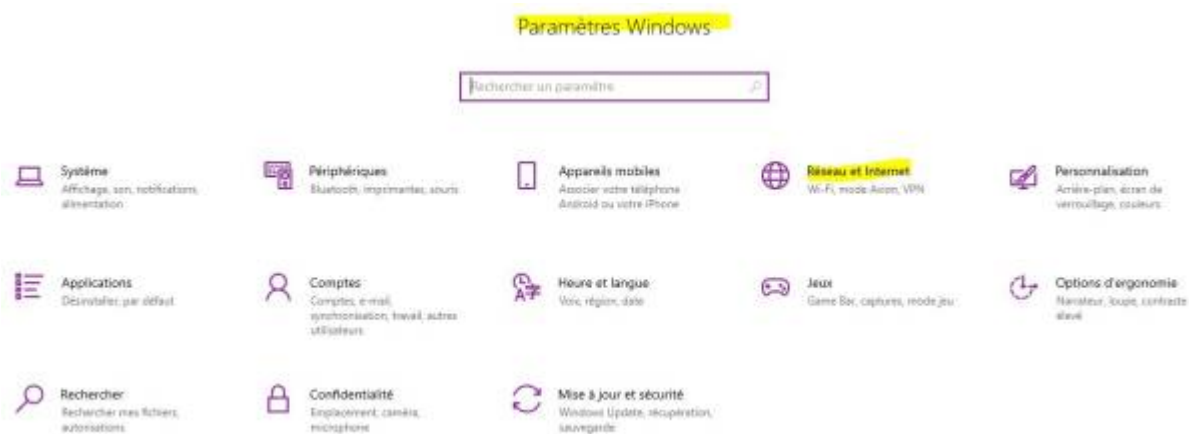 Paramètres Windows
Rechercher un paramètre
Système
Affichage, son, notifications,
alimentation
Périphériques
Bluetooth, imprimantes, souris
Appareils mobiles
Associer votre téléphone
Android ou votre iPhone
Réseau et Internet
Wi-Fi, mode Avion, VPN
Personnalisation
Arrière-plan, écran de
verrouillage, couleurs
Applications
Désinstaller, par défaut
Comptes
Comptes, e-mail,
synchronisation, travail, autres
utilisateurs
Heure et langue
Voix, région, date
Jeux
Game Bar, captures, mode jeu
Options d'ergonomie
Narrateur, loupe, contraste
élevé
Rechercher
Rechercher mes fichiers,
autorisations
Confidentialité
Emplacement, caméra,
microphone
Mise à jour et sécurité
Windows Update, récupération,
sauvegarde